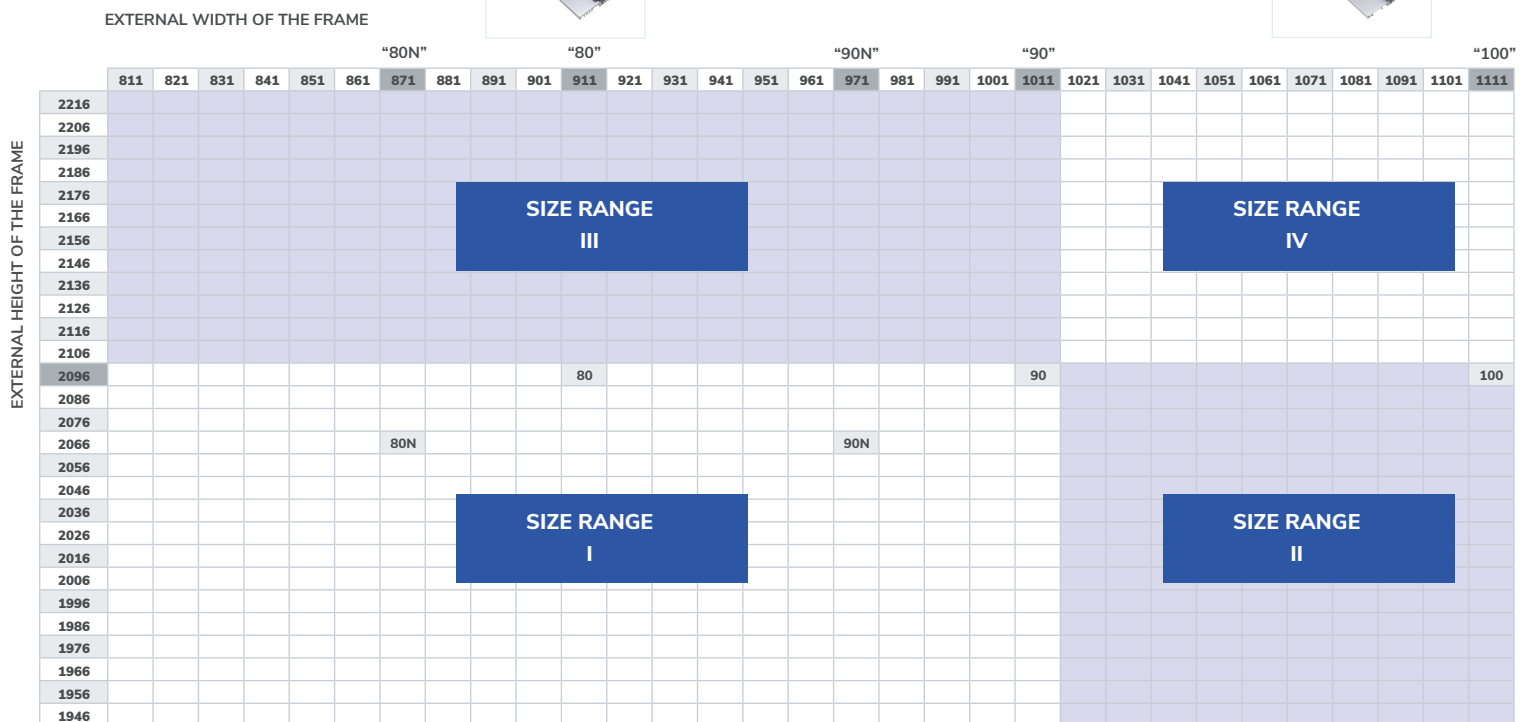 EXTERNAL WIDTH OF THE FRAME
“80N” “80” “90N” “90” “100”
811 821 831 841 851 861 871 881 891 901 911 921 931 941 951 961 971 981 991 1001 1011 1021 1031 1041 1051 1061 1071 1081 1091 1101 1111
EXTERNAL HEIGHT OF THE FRAME
2216
2206
2196
2186
2176
2166
2156
2146
2136
2126
2116
2106
SIZE RANGE
III
SIZE RANGE
IV
2096 80 90 100
2086
2076
2066 80N 90N
2056
2046
2036
2026
2016
2006
1996
1986
1976
1966
1956
1946
SIZE RANGE
I
SIZE RANGE
II